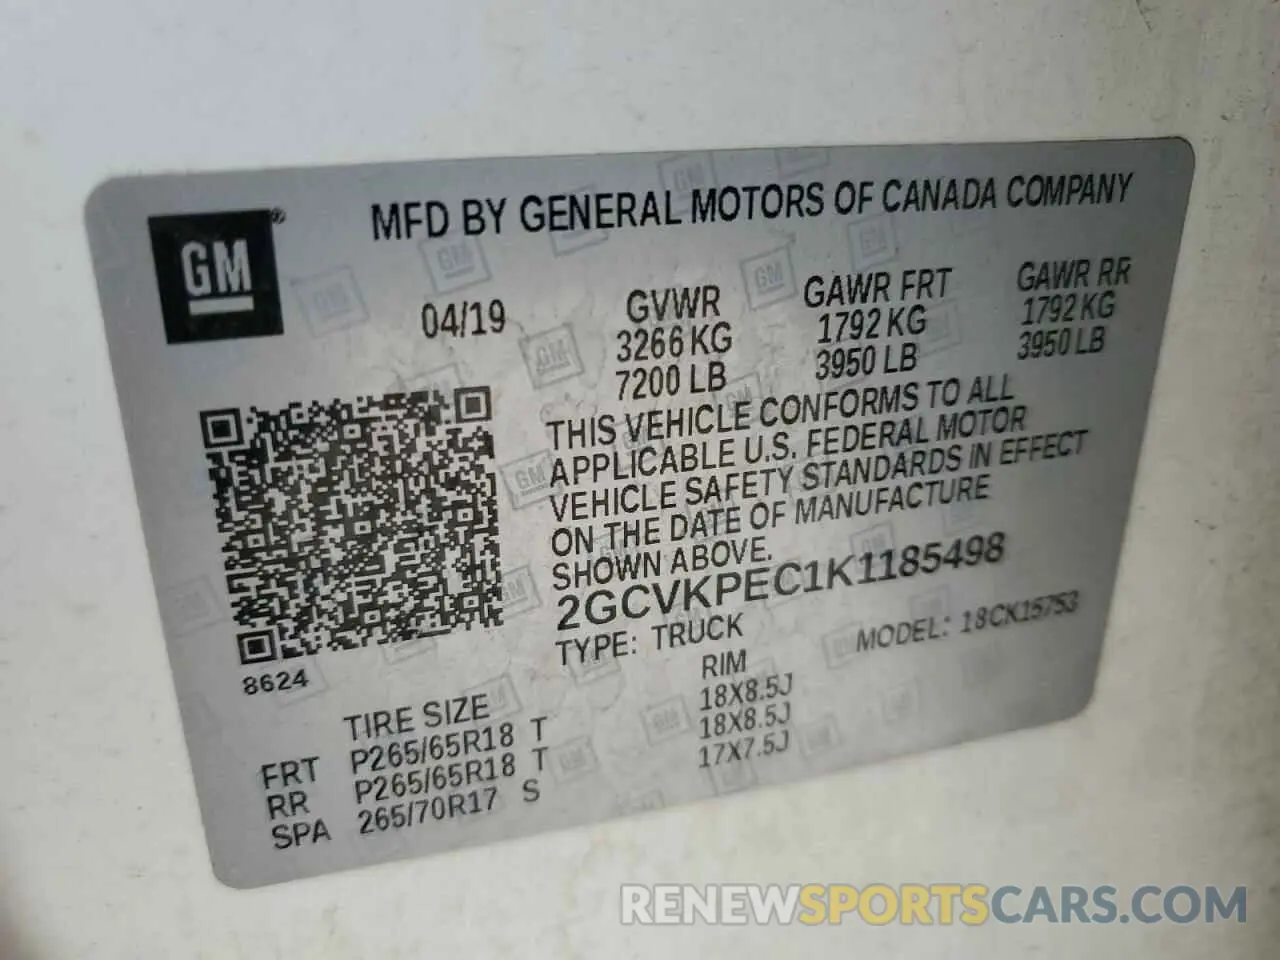 MFD BY GENERAL MOTORS OF CANADA COMPANY
GM®
04/19
GVWR
3266 KG
7200 LB
GAWR FRT
1792 KG
3950 LB
GAWR RR
1792 KG
3950 LB
THIS VEHICLE CONFORMS TO ALL
APPLICABLE U.S. FEDERAL MOTOR
VEHICLE SAFETY STANDARDS IN EFFECT
ON THE DATE OF MANUFACTURE
SHOWN ABOVE.
2GCVKPEC1K1185498
TYPE: TRUCK MODEL: 18CK15753
8624
TIRE SIZE RIM
FRT P265/65R18 T 18X8.5J
RR P265/65R18 T 18X8.5J
SPA 265/70R17 S 17X7.5J
RENEWSPORTSCARS.COM